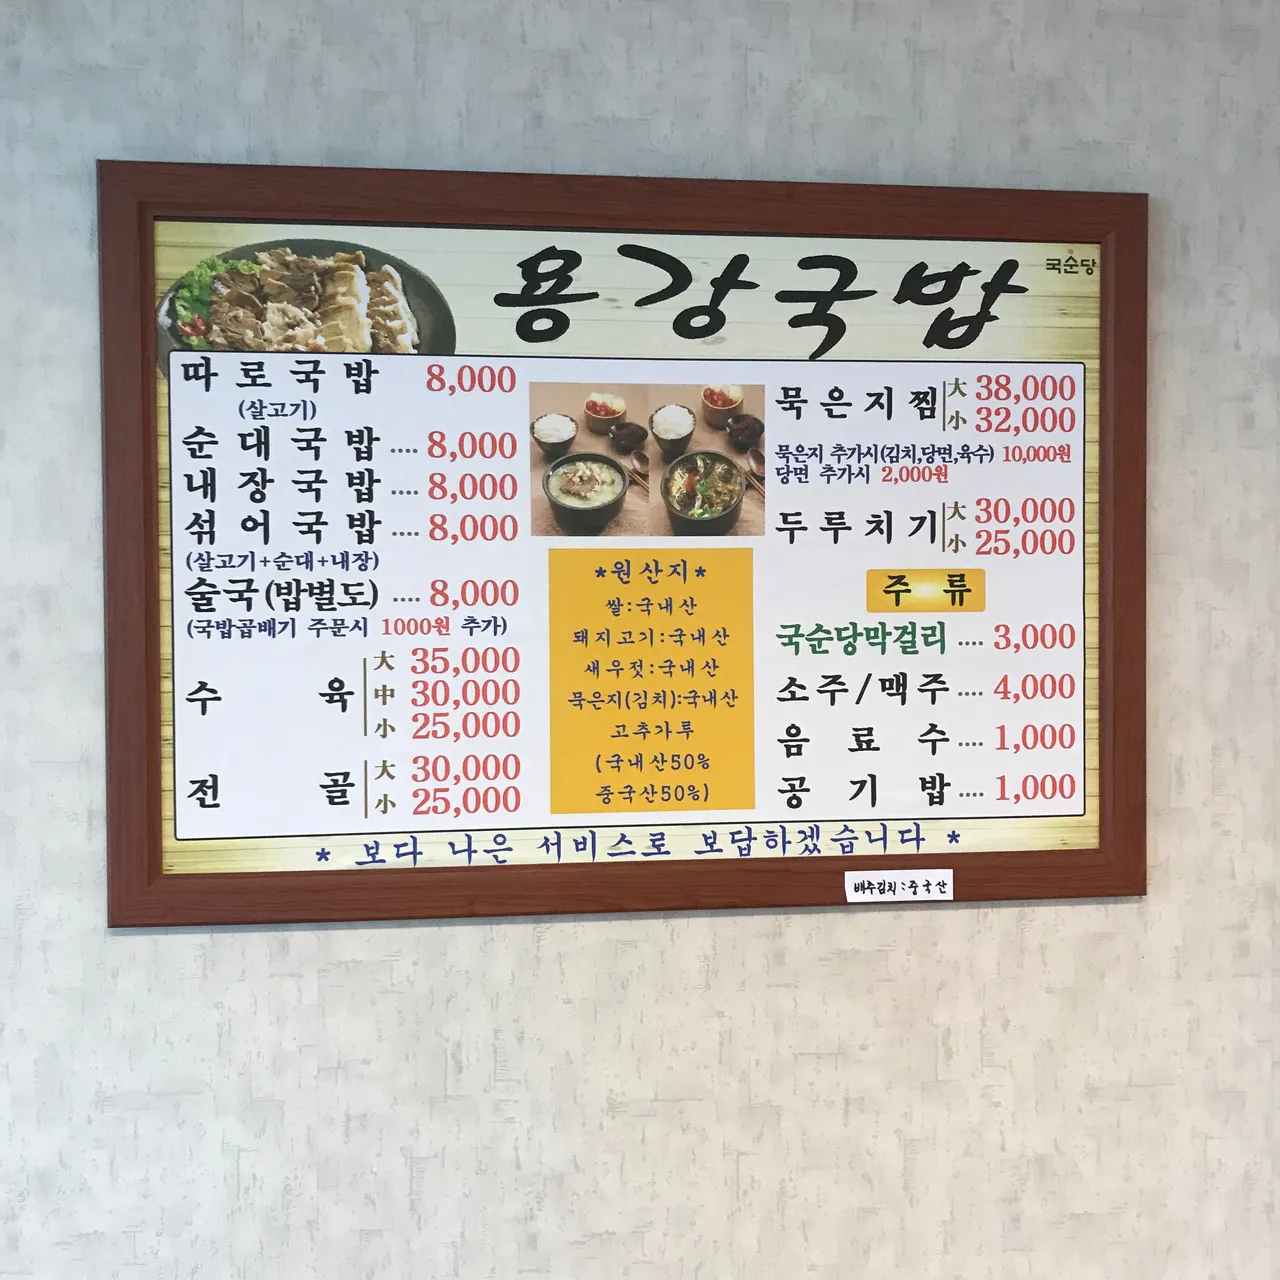 용강국밥
국순당
따로국밥 8,000
(살고기)
순대국밥 .... 8,000
내장국밥 .... 8,000
섞어국밥 .... 8,000
(살고기+순대+내장)
술국(밥별도) .... 8,000
(국밥곱배기 주문시 1000원 추가)
수육 大 35,000
中 30,000
小 25,000
전골 大 30,000
小 25,000
*원산지*
쌀:국내산
돼지고기:국내산
새우젓:국내산
묵은지(김치):국내산
고추가루
(국내산50%
중국산50%)
묵은지찜 大 38,000
小 32,000
묵은지 추가시(김치,당면,육수) 10,000원
당면 추가시 2,000원
두루치기 大 30,000
小 25,000
주류
국순당막걸리 .... 3,000
소주/맥주 .... 4,000
음료수 .... 1,000
공기밥 .... 1,000
* 보다 나은 서비스로 보답하겠습니다 *
배추김치:중국산